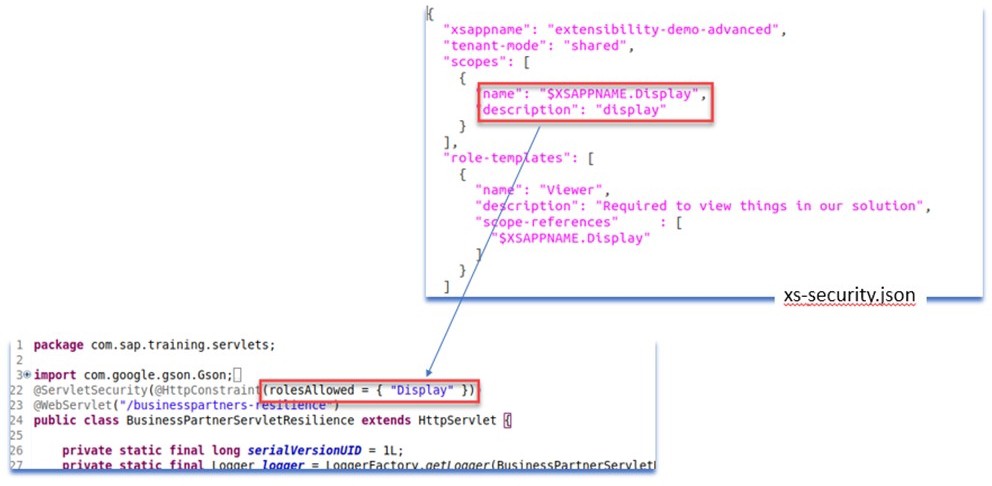 {
"xsappname": "extensibility-demo-advanced",
"tenant-mode": "shared",
"scopes": [
{
"name": "$XSAPPNAME.Display",
"description": "display"
}
],
"role-templates": [
{
"name": "Viewer",
"description": "Required to view things in our solution",
"scope-references" : [
"$XSAPPNAME.Display"
]
}
]
xs-security.json
1 package com.sap.training.servlets;
2
3 import com.google.gson.Gson;
22 @ServletSecurity(@HttpConstraint(rolesAllowed = { "Display" })
23 @WebServlet("/businesspartners-resilience")
24 public class BusinessPartnerServletResilience extends HttpServlet {
25
26 private static final long serialVersionUID = 1L;
27 private static final Logger logger = LoggerFactory.getLogger(BusinessPartnerServlet